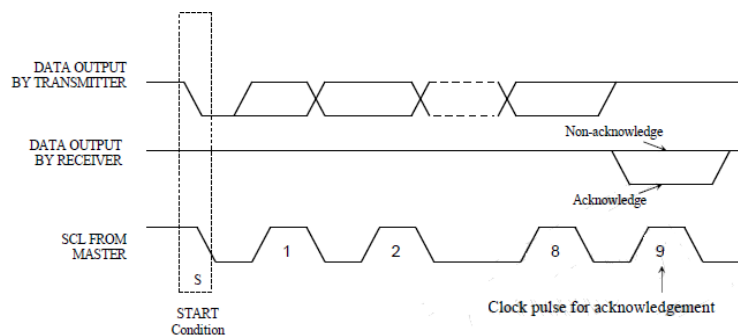 DATA OUTPUT
BY TRANSMITTER
DATA OUTPUT
BY RECEIVER
Non-acknowledge
Acknowledge
SCL FROM
MASTER
1
2
8
9
S
START
Condition
Clock pulse for acknowledgement